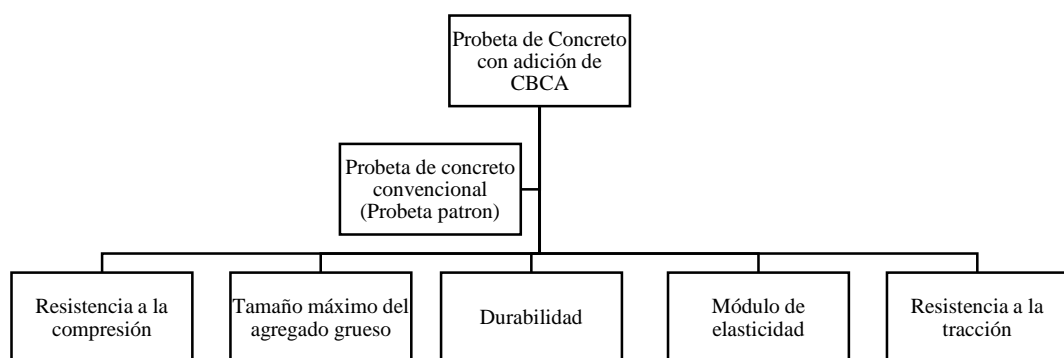 Probeta de Concreto
con adición de
CBCA
Probeta de concreto
convencional
(Probeta patron)
Resistencia a la
compresión
Tamaño máximo del
agregado grueso
Durabilidad
Módulo de
elasticidad
Resistencia a la
tracción